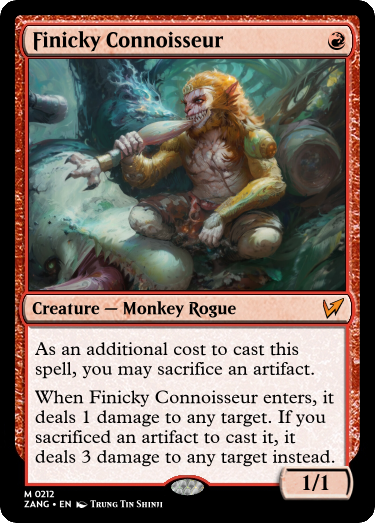 Finicky Connoisseur
Creature — Monkey Rogue
As an additional cost to cast this
spell, you may sacrifice an artifact.
When Finicky Connoisseur enters, it
deals 1 damage to any target. If you
sacrificed an artifact to cast it, it
deals 3 damage to any target instead.
1/1
M 0212
ZANG • EN Trung Tin Shinji